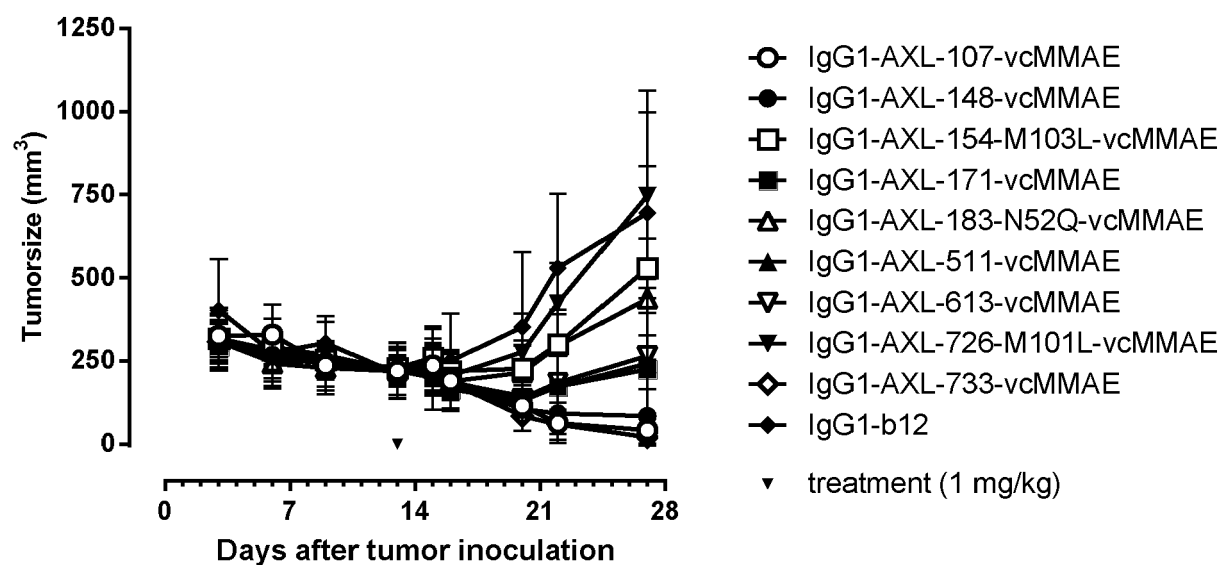 1250
1000
750
500
250
0
Tumorsize (mm³)
0 7 14 21 28
Days after tumor inoculation
IgG1-AXL-107-vcMMAE
IgG1-AXL-148-vcMMAE
IgG1-AXL-154-M103L-vcMMAE
IgG1-AXL-171-vcMMAE
IgG1-AXL-183-N52Q-vcMMAE
IgG1-AXL-511-vcMMAE
IgG1-AXL-613-vcMMAE
IgG1-AXL-726-M101L-vcMMAE
IgG1-AXL-733-vcMMAE
IgG1-b12
treatment (1 mg/kg)